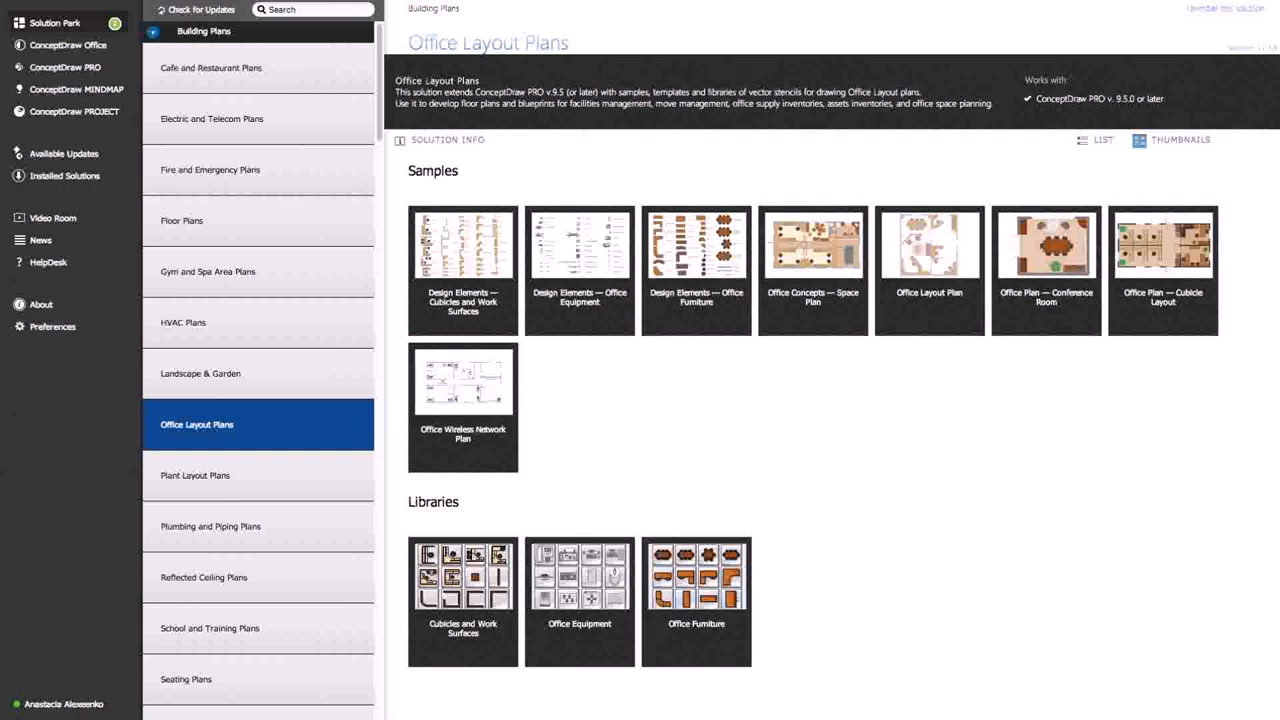 Solution Park
ConceptDraw Office
ConceptDraw PRO
ConceptDraw MINDMAP
ConceptDraw PROJECT
Available Updates
Installed Solutions
Video Room
News
HelpDesk
About
Preferences
Anastacia Alexeenko
Check for Updates
Search
Building Plans
Cafe and Restaurant Plans
Electric and Telecom Plans
Fire and Emergency Plans
Floor Plans
Gym and Spa Area Plans
HVAC Plans
Landscape & Garden
Office Layout Plans
Plant Layout Plans
Plumbing and Piping Plans
Reflected Ceiling Plans
School and Training Plans
Seating Plans
Building Plans
Uninstall this solution
Office Layout Plans
Office Layout Plans
This solution extends ConceptDraw PRO v.9.5 (or later) with samples, templates and libraries of vector stencils for drawing Office Layout plans.
Use it to develop floor plans and blueprints for facilities management, move management, office supply inventories, assets inventories, and office space planning.
Works with:
ConceptDraw PRO v. 9.5.0 or later
SOLUTION INFO
LIST
THUMBNAILS
Samples
Design Elements — Cubicles and Work Surfaces
Design Elements — Office Equipment
Design Elements — Office Furniture
Office Concepts — Space Plan
Office Layout Plan
Office Plan — Conference Room
Office Plan — Cubicle Layout
Office Wireless Network Plan
Libraries
Cubicles and Work Surfaces
Office Equipment
Office Furniture